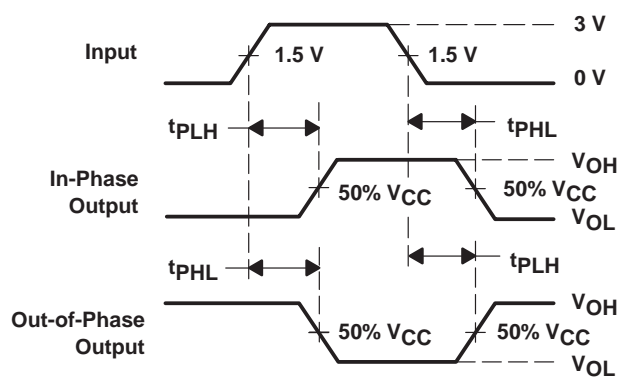 3 V
Input
1.5 V
1.5 V
0 V
tPLH
tPHL
VOH
In-Phase
Output
50% VCC
50% VCC
VOL
tPHL
tPLH
VOH
Out-of-Phase
Output
50% VCC
50% VCC
VOL